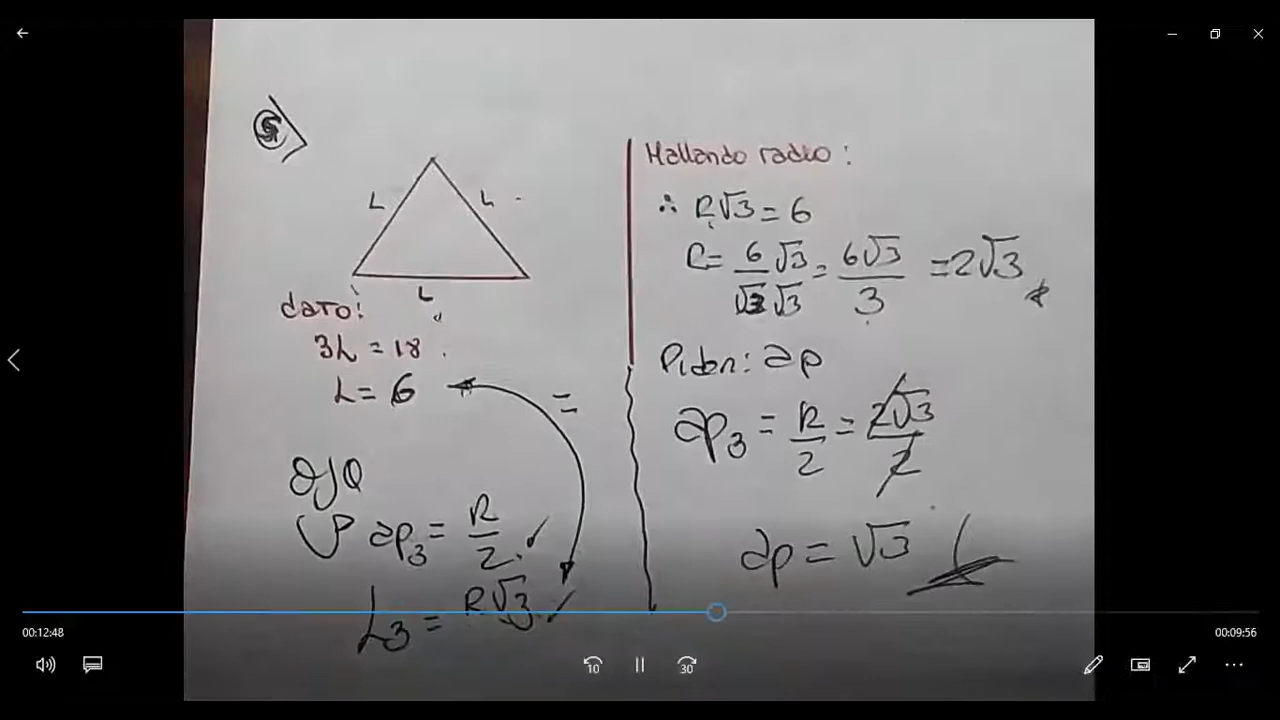 5
L L
L
dato:
3L = 18
L = 6
=
OJO
ap₃ = R/2
L₃ = R√3
Hallando radio:
∴ R√3 = 6
R = 6√3/√3√3 = 6√3/3 = 2√3
Piden: ap
ap₃ = R/2 = 2√3/2
ap = √3
00:12:48
00:09:56
10
30